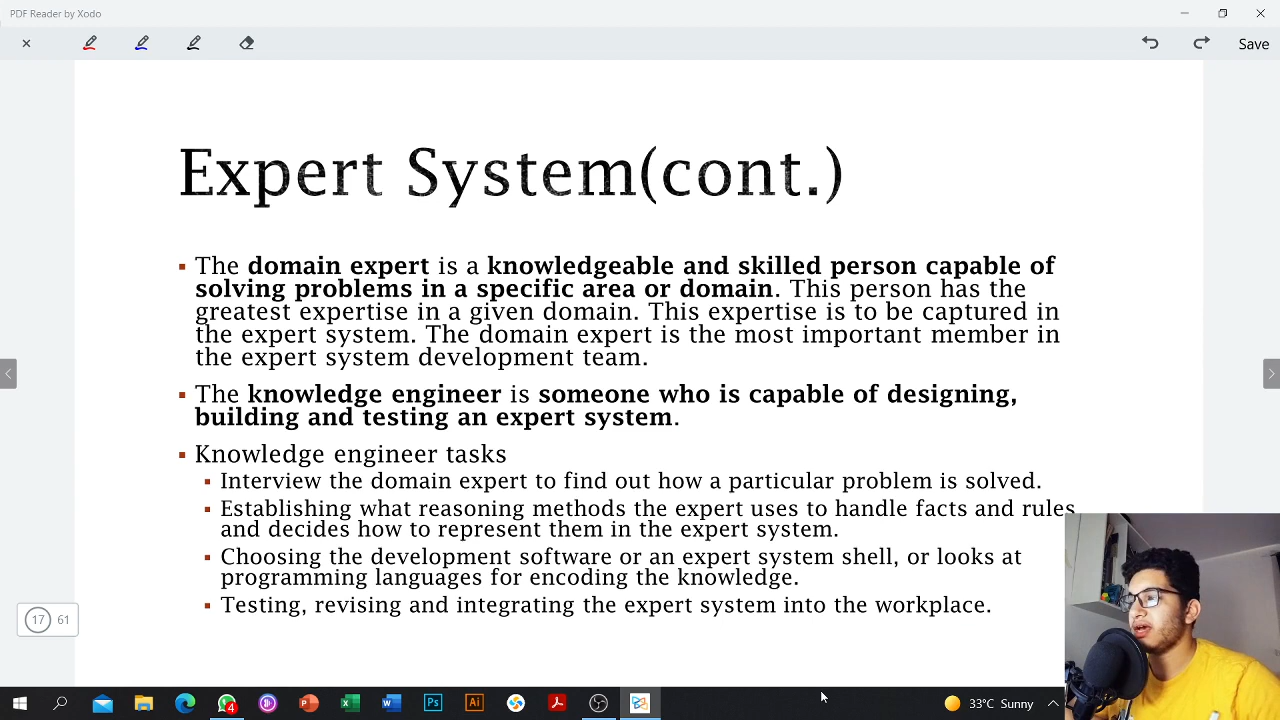 PDF Reader by Xodo
Save
Expert System(cont.)
▪ The domain expert is a knowledgeable and skilled person capable of
solving problems in a specific area or domain. This person has the
greatest expertise in a given domain. This expertise is to be captured in
the expert system. The domain expert is the most important member in
the expert system development team.
▪ The knowledge engineer is someone who is capable of designing,
building and testing an expert system.
▪ Knowledge engineer tasks
▪ Interview the domain expert to find out how a particular problem is solved.
▪ Establishing what reasoning methods the expert uses to handle facts and rules
and decides how to represent them in the expert system.
▪ Choosing the development software or an expert system shell, or looks at
programming languages for encoding the knowledge.
▪ Testing, revising and integrating the expert system into the workplace.
17 61
4
Ps
Ai
33°C Sunny